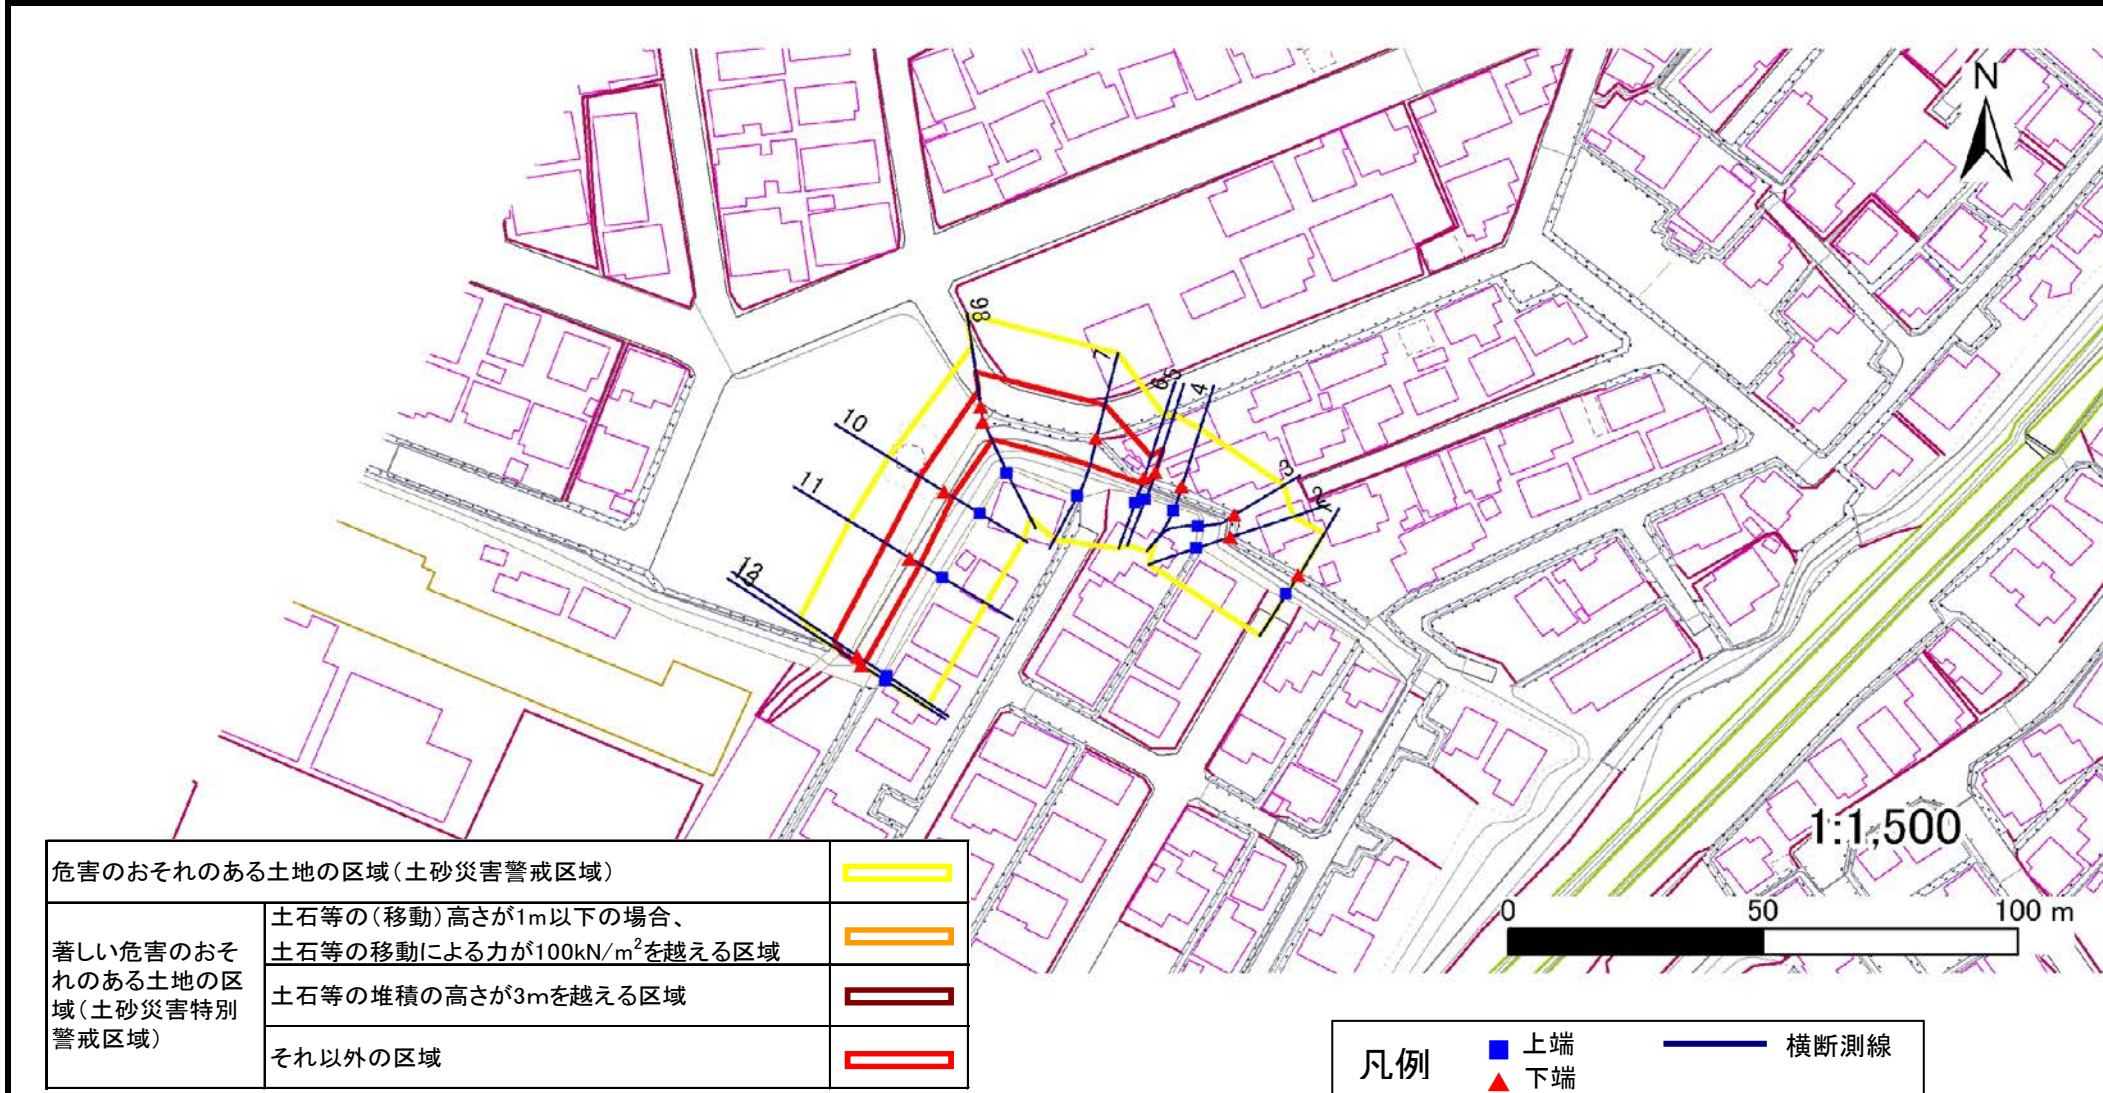 N
8
9
7
6
5
4
3
2
10
11
12
1:1,500
0
50
100 m
危害のおそれのある土地の区域（土砂災害警戒区域）
著しい危害のおそ
れのある土地の区
域（土砂災害特別
警戒区域）
土石等の（移動）高さが1m以下の場合、
土石等の移動による力が100kN/m²を越える区域
土石等の堆積の高さが3mを越える区域
それ以外の区域
凡例
上端
下端
横断測線